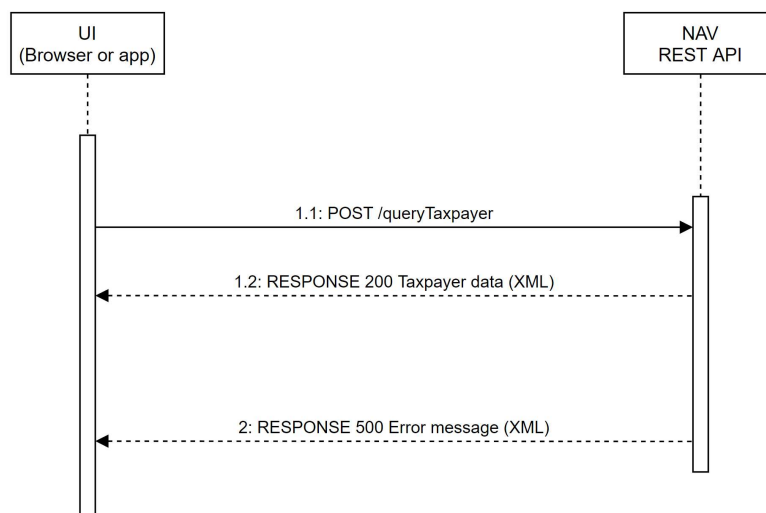 UI
(Browser or app)
NAV
REST API
1.1: POST /queryTaxpayer
1.2: RESPONSE 200 Taxpayer data (XML)
2: RESPONSE 500 Error message (XML)